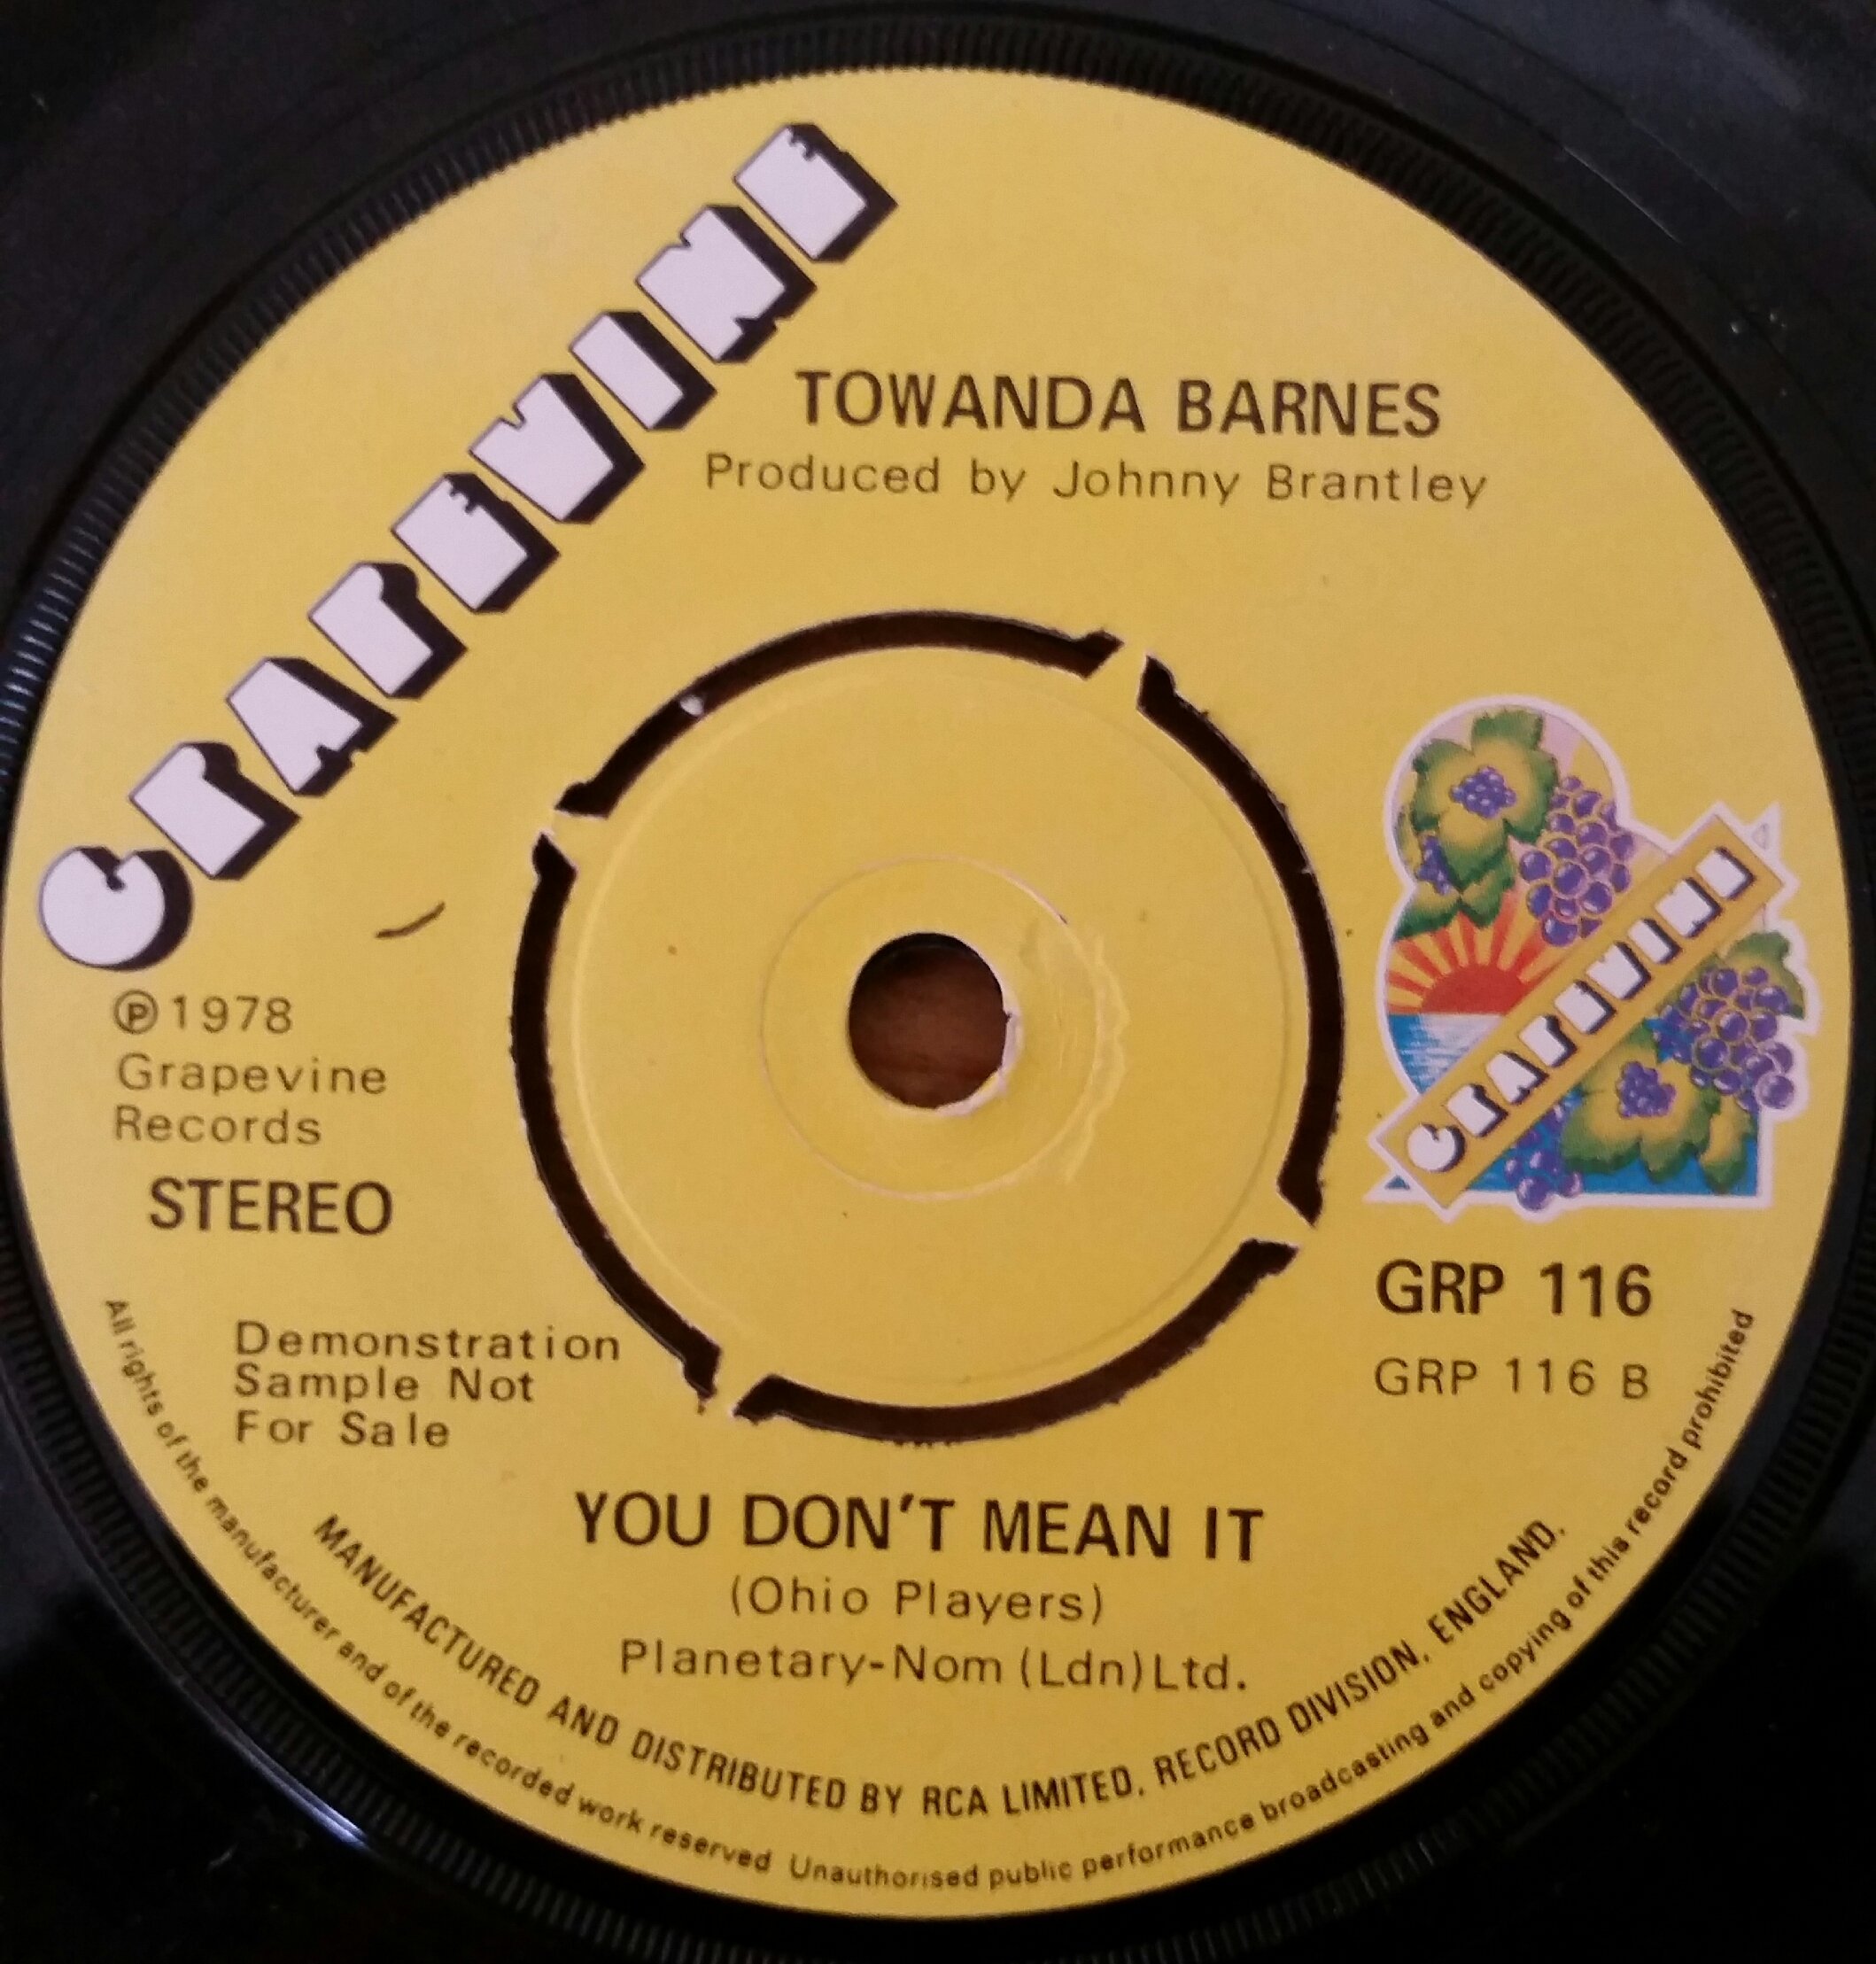 GRAPEVINE
TOWANDA BARNES
Produced by Johnny Brantley
GRAPEVINE
℗1978
Grapevine
Records
STEREO
GRP 116
GRP 116 B
Demonstration
Sample Not
For Sale
YOU DON'T MEAN IT
(Ohio Players)
Planetary-Nom (Ldn) Ltd.
MANUFACTURED AND DISTRIBUTED BY RCA LIMITED, RECORD DIVISION, ENGLAND.
All rights of the manufacturer and of the recorded work reserved Unauthorised public performance broadcasting and copying of this record prohibited